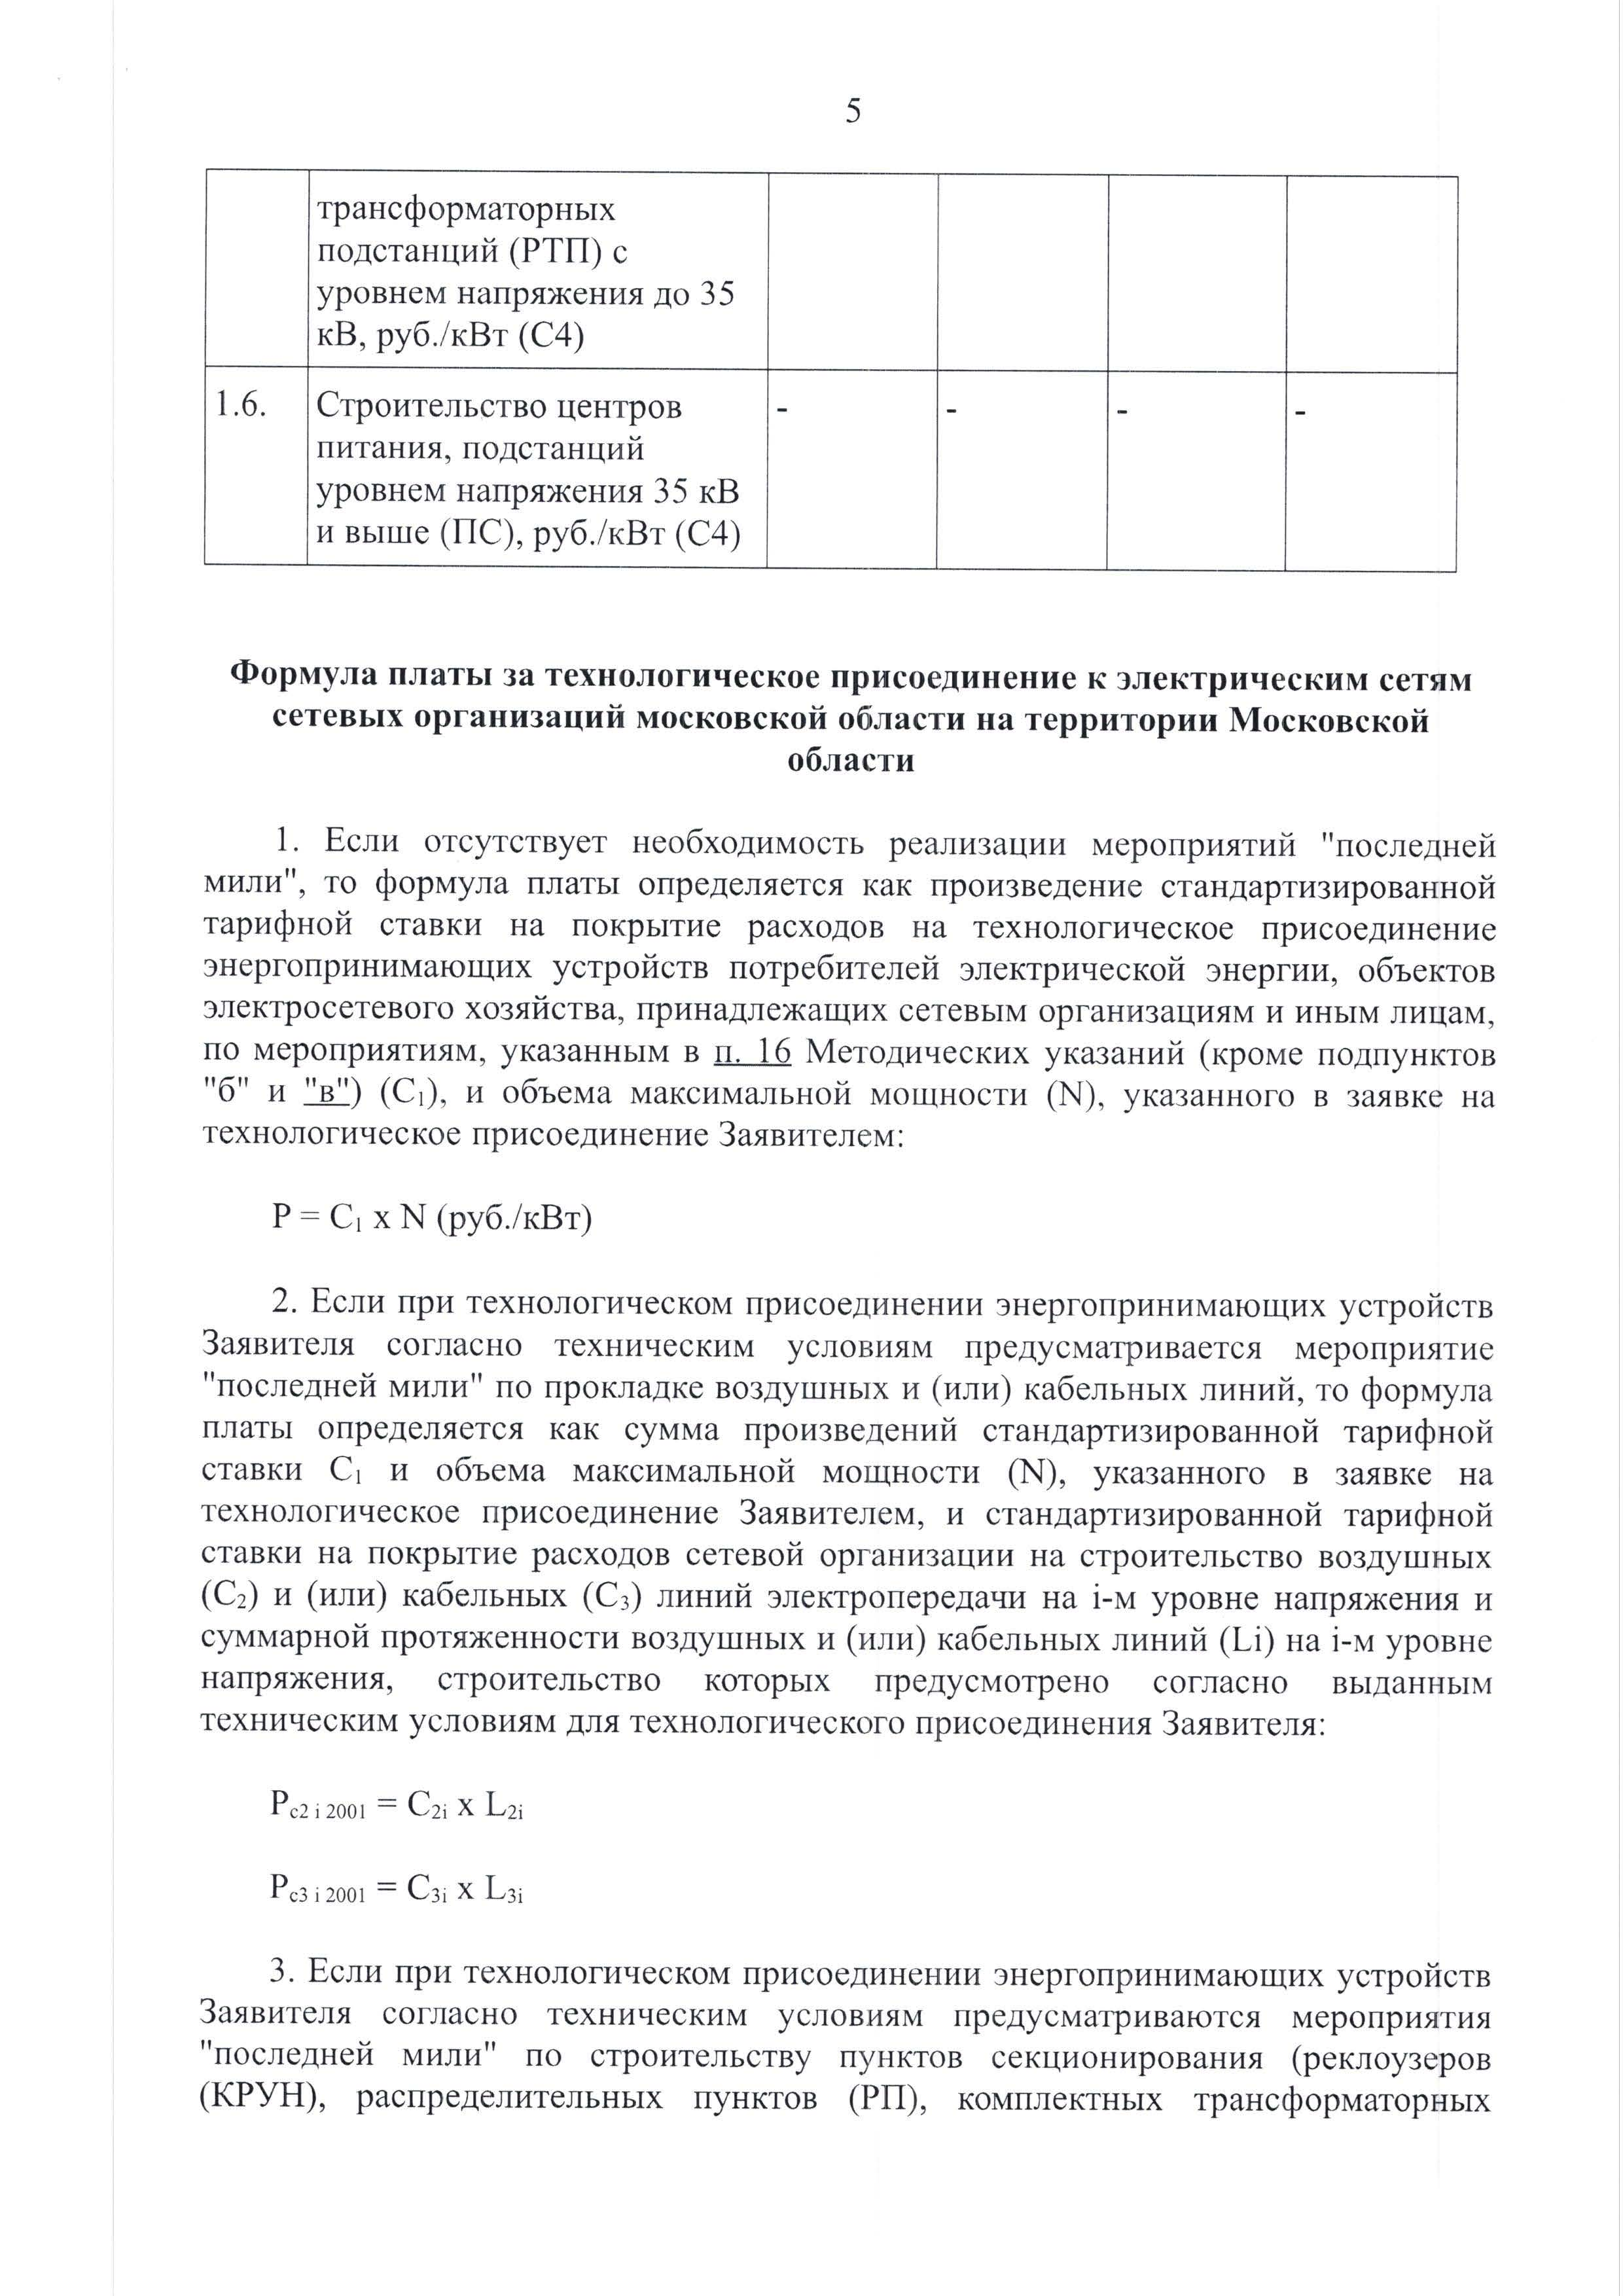 5
трансформаторных
подстанций (РТП) с
уровнем напряжения до 35
кВ, руб./кВт (С4)
1.6. Строительство центров - - - -
питания, подстанций
уровнем напряжения 35 кВ
и выше (ПС), руб./кВт (С4)
Формула платы за технологическое присоединение к электрическим сетям
сетевых организаций московской области на территории Московской
области
1. Если отсутствует необходимость реализации мероприятий "последней
мили", то формула платы определяется как произведение стандартизированной
тарифной ставки на покрытие расходов на технологическое присоединение
энергопринимающих устройств потребителей электрической энергии, объектов
электросетевого хозяйства, принадлежащих сетевым организациям и иным лицам,
по мероприятиям, указанным в п. 16 Методических указаний (кроме подпунктов
"б" и "в") (С₁), и объема максимальной мощности (N), указанного в заявке на
технологическое присоединение Заявителем:
Р = С₁ х N (руб./кВт)
2. Если при технологическом присоединении энергопринимающих устройств
Заявителя согласно техническим условиям предусматривается мероприятие
"последней мили" по прокладке воздушных и (или) кабельных линий, то формула
платы определяется как сумма произведений стандартизированной тарифной
ставки С₁ и объема максимальной мощности (N), указанного в заявке на
технологическое присоединение Заявителем, и стандартизированной тарифной
ставки на покрытие расходов сетевой организации на строительство воздушных
(С₂) и (или) кабельных (С₃) линий электропередачи на i-м уровне напряжения и
суммарной протяженности воздушных и (или) кабельных линий (Li) на i-м уровне
напряжения, строительство которых предусмотрено согласно выданным
техническим условиям для технологического присоединения Заявителя:
Рс2 i 2001 = С2i х L2i
Рс3 i 2001 = С3i х L3i
3. Если при технологическом присоединении энергопринимающих устройств
Заявителя согласно техническим условиям предусматриваются мероприятия
"последней мили" по строительству пунктов секционирования (реклоузеров
(КРУН), распределительных пунктов (РП), комплектных трансформаторных